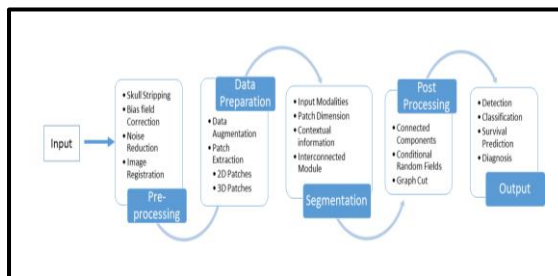 Input
• Skull Stripping
• Bias field
Correction
• Noise
Reduction
• Image
Registration
Pre-
processing
Data
Preparation
• Data
Augmentation
• Patch
Extraction
• 2D Patches
• 3D Patches
• Input Modalities
• Patch Dimension
• Contextual
information
• Interconnected
Module
Segmentation
Post
Processing
• Connected
Components
• Conditional
Random Fields
• Graph Cut
• Detection
• Classification
• Survival
Prediction
• Diagnosis
Output